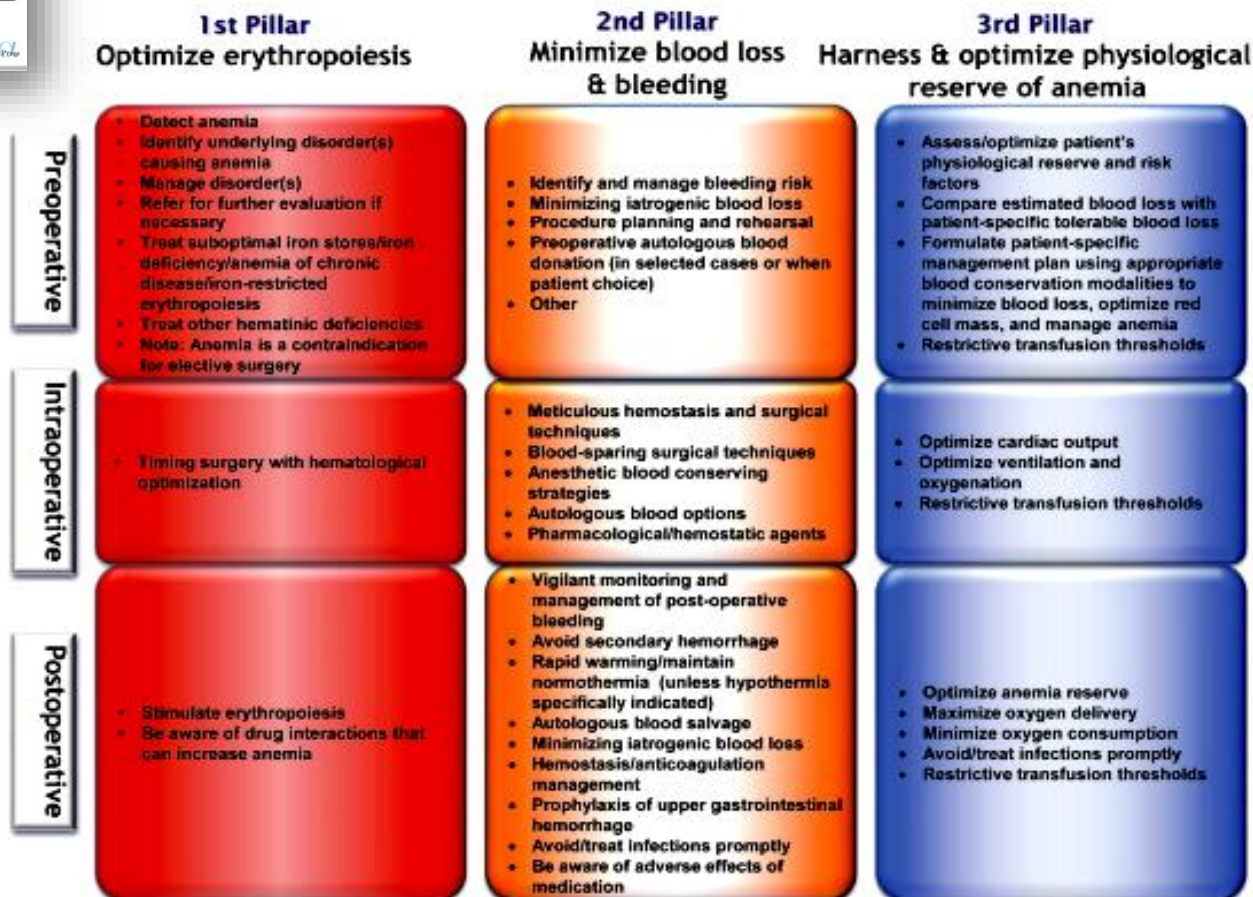 1st Pillar
Optimize erythropoiesis
2nd Pillar
Minimize blood loss
& bleeding
3rd Pillar
Harness & optimize physiological
reserve of anemia
Preoperative
• Detect anemia
• Identify underlying disorder(s)
causing anemia
• Manage disorder(s)
• Refer for further evaluation if
necessary
• Treat suboptimal iron stores/iron
deficiency/anemia of chronic
disease/iron-restricted
erythropoiesis
• Treat other hematinic deficiencies
• Note: Anemia is a contraindication
for elective surgery
• Identify and manage bleeding risk
• Minimizing iatrogenic blood loss
• Procedure planning and rehearsal
• Preoperative autologous blood
donation (in selected cases or when
patient choice)
• Other
• Assess/optimize patient's
physiological reserve and risk
factors
• Compare estimated blood loss with
patient-specific tolerable blood loss
• Formulate patient-specific
management plan using appropriate
blood conservation modalities to
minimize blood loss, optimize red
cell mass, and manage anemia
• Restrictive transfusion thresholds
Intraoperative
• Timing surgery with hematological
optimization
• Meticulous hemostasis and surgical
techniques
• Blood-sparing surgical techniques
• Anesthetic blood conserving
strategies
• Autologous blood options
• Pharmacological/hemostatic agents
• Optimize cardiac output
• Optimize ventilation and
oxygenation
• Restrictive transfusion thresholds
Postoperative
• Stimulate erythropoiesis
• Be aware of drug interactions that
can increase anemia
• Vigilant monitoring and
management of post-operative
bleeding
• Avoid secondary hemorrhage
• Rapid warming/maintain
normothermia (unless hypothermia
specifically indicated)
• Autologous blood salvage
• Minimizing iatrogenic blood loss
• Hemostasis/anticoagulation
management
• Prophylaxis of upper gastrointestinal
hemorrhage
• Avoid/treat infections promptly
• Be aware of adverse effects of
medication
• Optimize anemia reserve
• Maximize oxygen delivery
• Minimize oxygen consumption
• Avoid/treat infections promptly
• Restrictive transfusion thresholds